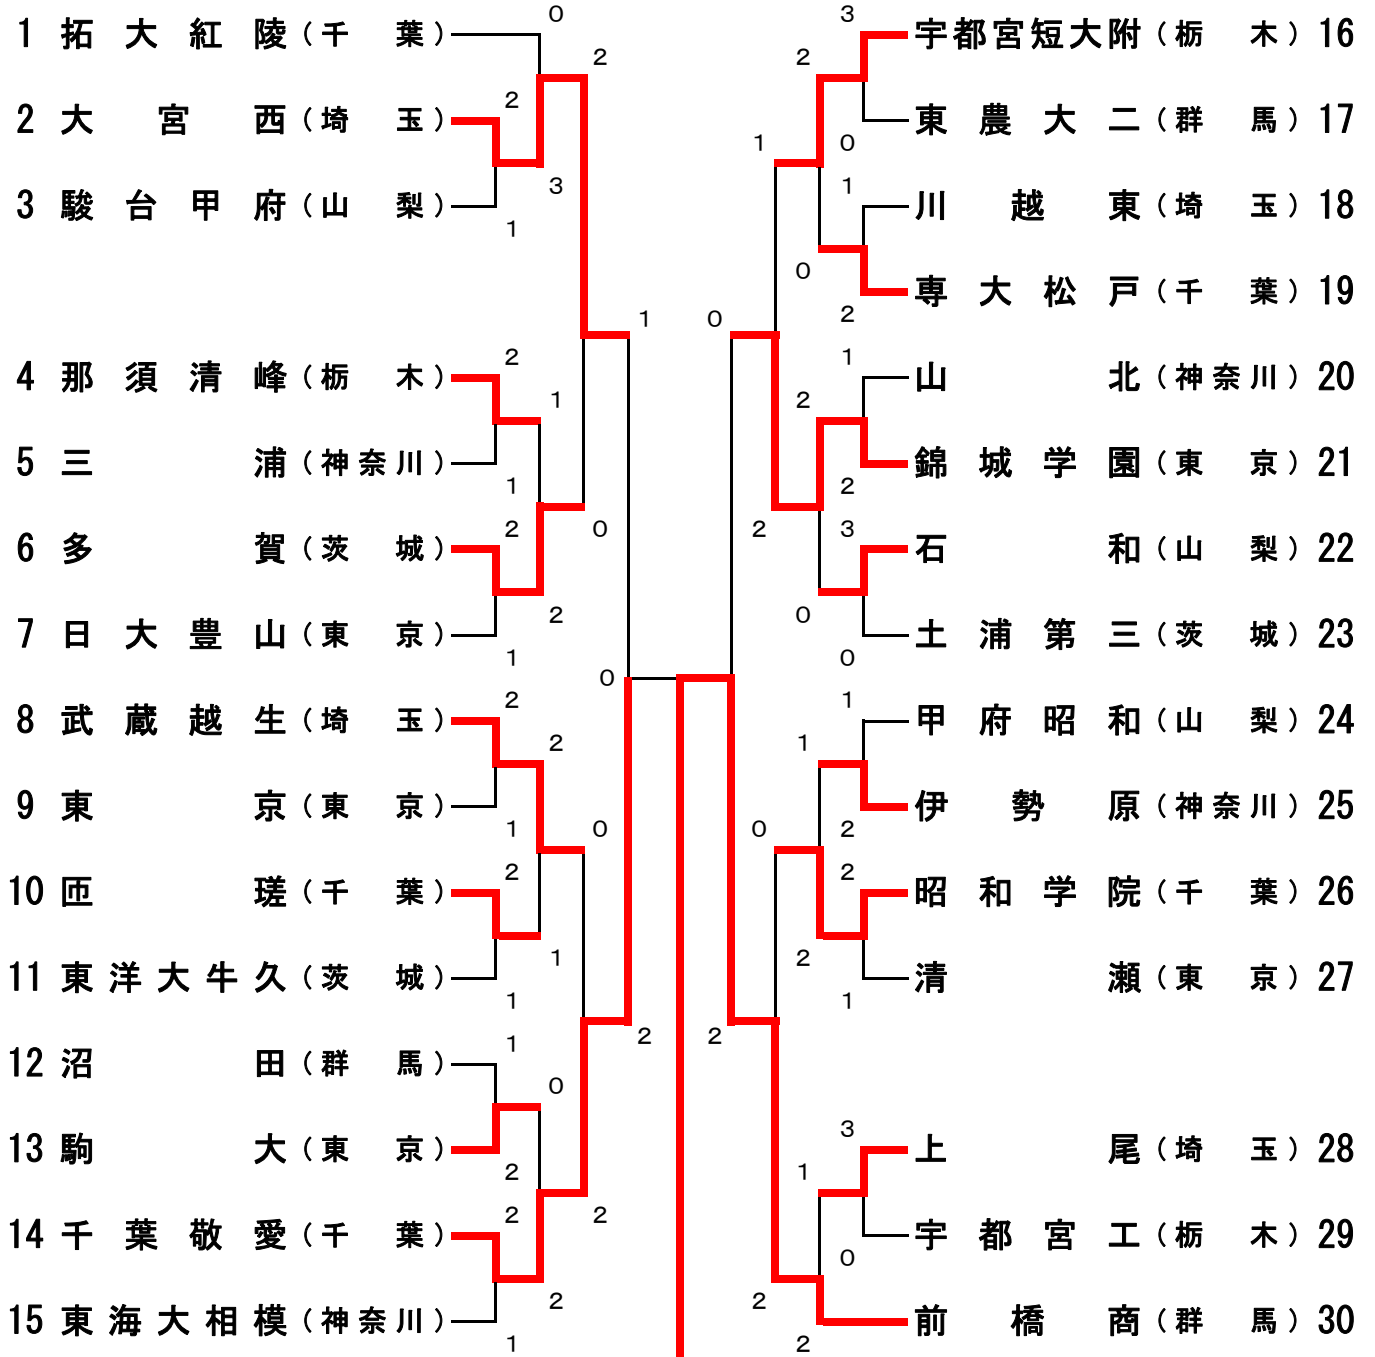 1 拓大紅陵（千葉）
2 大宮西（埼玉）
3 駿台甲府（山梨）
4 那須清峰（栃木）
5 三浦（神奈川）
6 多賀（茨城）
7 日大豊山（東京）
8 武蔵越生（埼玉）
9 東京（東京）
10 匝瑳（千葉）
11 東洋大牛久（茨城）
12 沼田（群馬）
13 駒大（東京）
14 千葉敬愛（千葉）
15 東海大相模（神奈川）
0
2
2
3
1
1
2
1
1
0
2
2
1
0
2
2
0
1
2
1
1
2
1
0
2
2
2
2
1
3
2
1
0
1
0
0
2
1
2
2
2
3
0
0
1
1
0
2
2
2
1
3
1
0
2
2
2
宇都宮短大附（栃木）16
東農大二（群馬）17
川越東（埼玉）18
専大松戸（千葉）19
山北（神奈川）20
錦城学園（東京）21
石和（山梨）22
土浦第三（茨城）23
甲府昭和（山梨）24
伊勢原（神奈川）25
昭和学院（千葉）26
清瀬（東京）27
上尾（埼玉）28
宇都宮工（栃木）29
前橋商（群馬）30